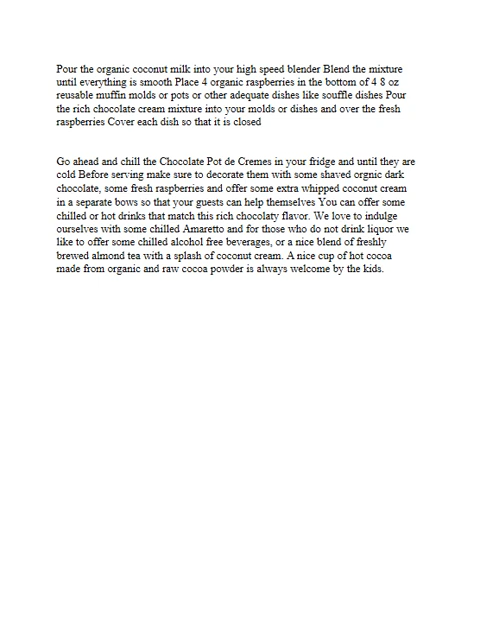 Pour the organic coconut milk into your high speed blender Blend the mixture
until everything is smooth Place 4 organic raspberries in the bottom of 4 8 oz
reusable muffin molds or pots or other adequate dishes like souffle dishes Pour
the rich chocolate cream mixture into your molds or dishes and over the fresh
raspberries Cover each dish so that it is closed
Go ahead and chill the Chocolate Pot de Cremes in your fridge and until they are
cold Before serving make sure to decorate them with some shaved orgnic dark
chocolate, some fresh raspberries and offer some extra whipped coconut cream
in a separate bows so that your guests can help themselves You can offer some
chilled or hot drinks that match this rich chocolaty flavor. We love to indulge
ourselves with some chilled Amaretto and for those who do not drink liquor we
like to offer some chilled alcohol free beverages, or a nice blend of freshly
brewed almond tea with a splash of coconut cream. A nice cup of hot cocoa
made from organic and raw cocoa powder is always welcome by the kids.